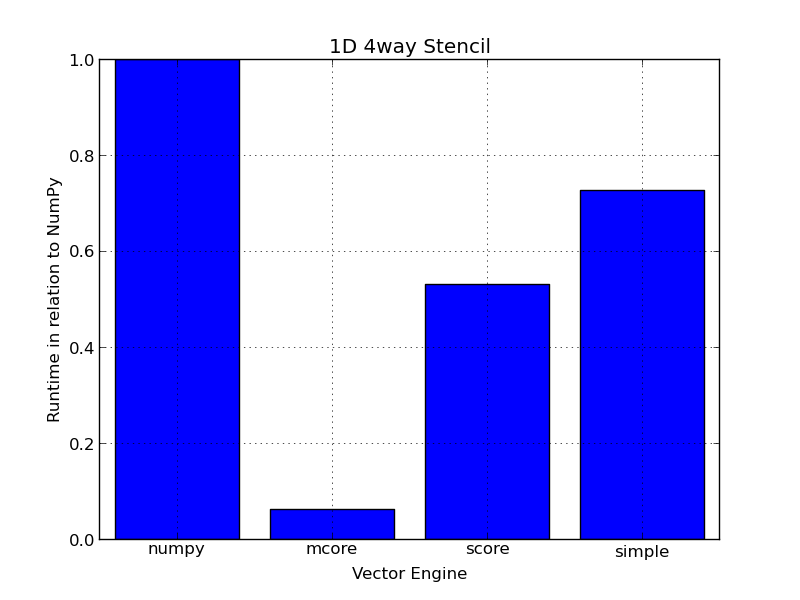 1D 4way Stencil
1.0
0.8
0.6
0.4
0.2
0.0
Runtime in relation to NumPy
numpy mcore score simple
Vector Engine